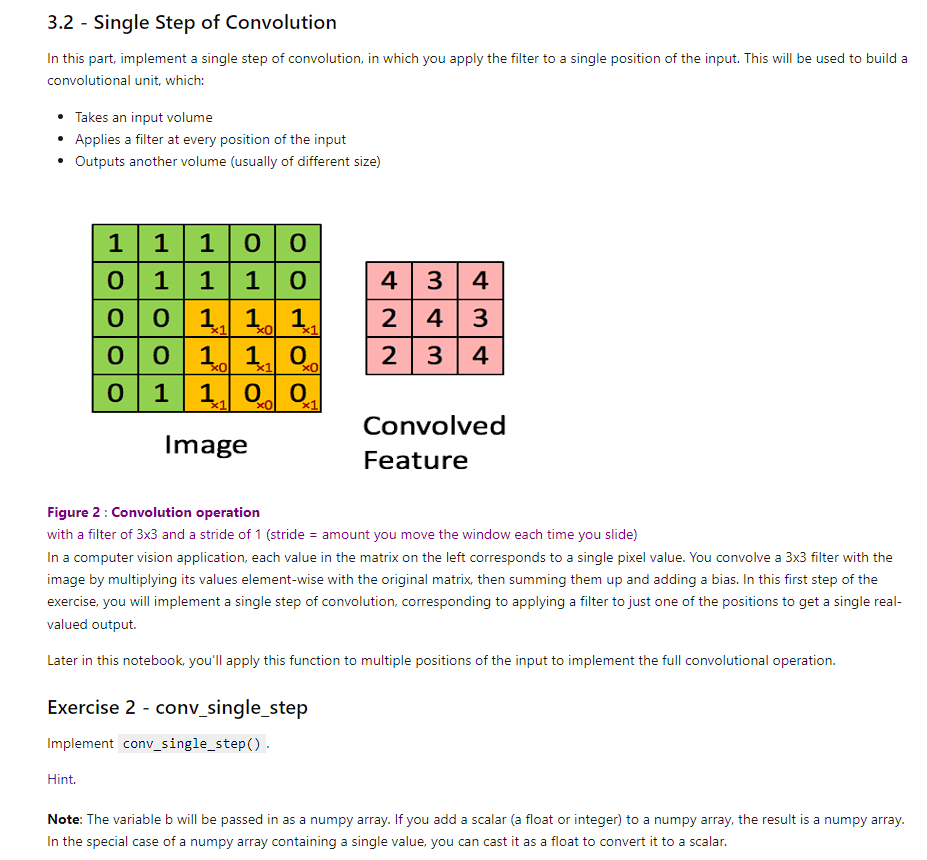 3.2 - Single Step of Convolution
In this part, implement a single step of convolution, in which you apply the filter to a single position of the input. This will be used to build a
convolutional unit, which:
• Takes an input volume
• Applies a filter at every position of the input
• Outputs another volume (usually of different size)
1 1 1 0 0
0 1 1 1 0
0 0 1×1 1×0 1×1
0 0 1×0 1×1 0×0
0 1 1×1 0×0 0×1
Image
4 3 4
2 4 3
2 3 4
Convolved
Feature
Figure 2 : Convolution operation
with a filter of 3x3 and a stride of 1 (stride = amount you move the window each time you slide)
In a computer vision application, each value in the matrix on the left corresponds to a single pixel value. You convolve a 3x3 filter with the
image by multiplying its values element-wise with the original matrix, then summing them up and adding a bias. In this first step of the
exercise, you will implement a single step of convolution, corresponding to applying a filter to just one of the positions to get a single real-
valued output.
Later in this notebook, you'll apply this function to multiple positions of the input to implement the full convolutional operation.
Exercise 2 - conv_single_step
Implement conv_single_step() .
Hint.
Note: The variable b will be passed in as a numpy array. If you add a scalar (a float or integer) to a numpy array, the result is a numpy array.
In the special case of a numpy array containing a single value, you can cast it as a float to convert it to a scalar.